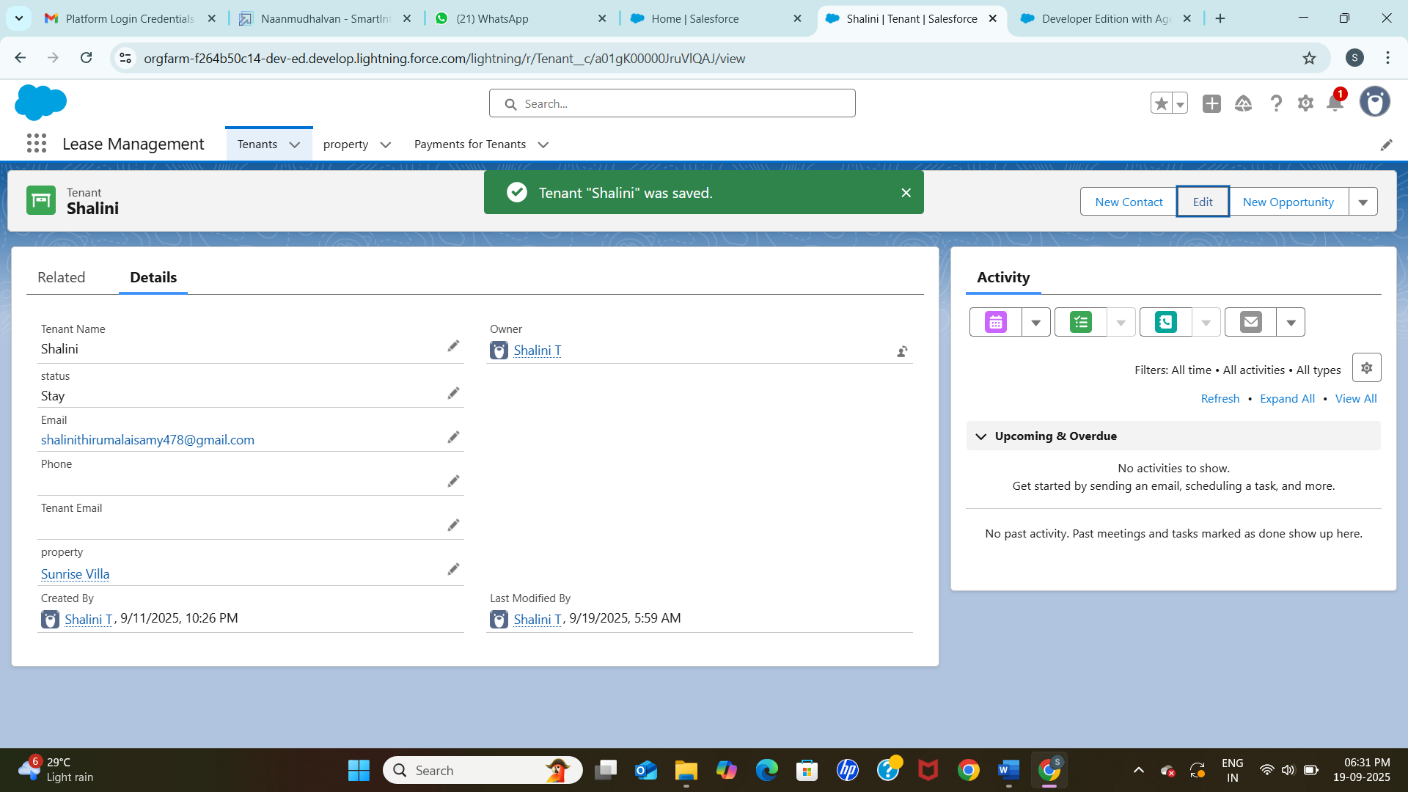 Platform Login Credentials
Naanmudhalvan - SmartInt
(21) WhatsApp
Home | Salesforce
Shalini | Tenant | Salesforce
Developer Edition with Age
orgfarm-f264b50c14-dev-ed.develop.lightning.force.com/lightning/r/Tenant__c/a01gK00000JruVlQAJ/view
S
Search...
1
Lease Management
Tenants
property
Payments for Tenants
Tenant
Shalini
Tenant "Shalini" was saved.
New Contact
Edit
New Opportunity
Related
Details
Tenant Name
Shalini
Owner
Shalini T
status
Stay
Email
shalinithirumalaisamy478@gmail.com
Phone
Tenant Email
property
Sunrise Villa
Created By
Shalini T, 9/11/2025, 10:26 PM
Last Modified By
Shalini T, 9/19/2025, 5:59 AM
Activity
Filters: All time • All activities • All types
Refresh • Expand All • View All
Upcoming & Overdue
No activities to show.
Get started by sending an email, scheduling a task, and more.
No past activity. Past meetings and tasks marked as done show up here.
6
29°C
Light rain
Search
hp
S
ENG
IN
06:31 PM
19-09-2025